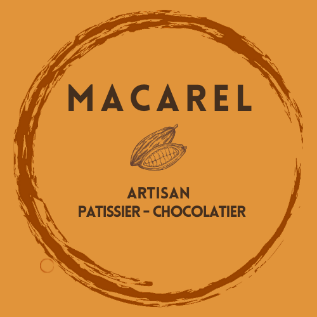 MACAREL
ARTISAN
PATISSIER - CHOCOLATIER